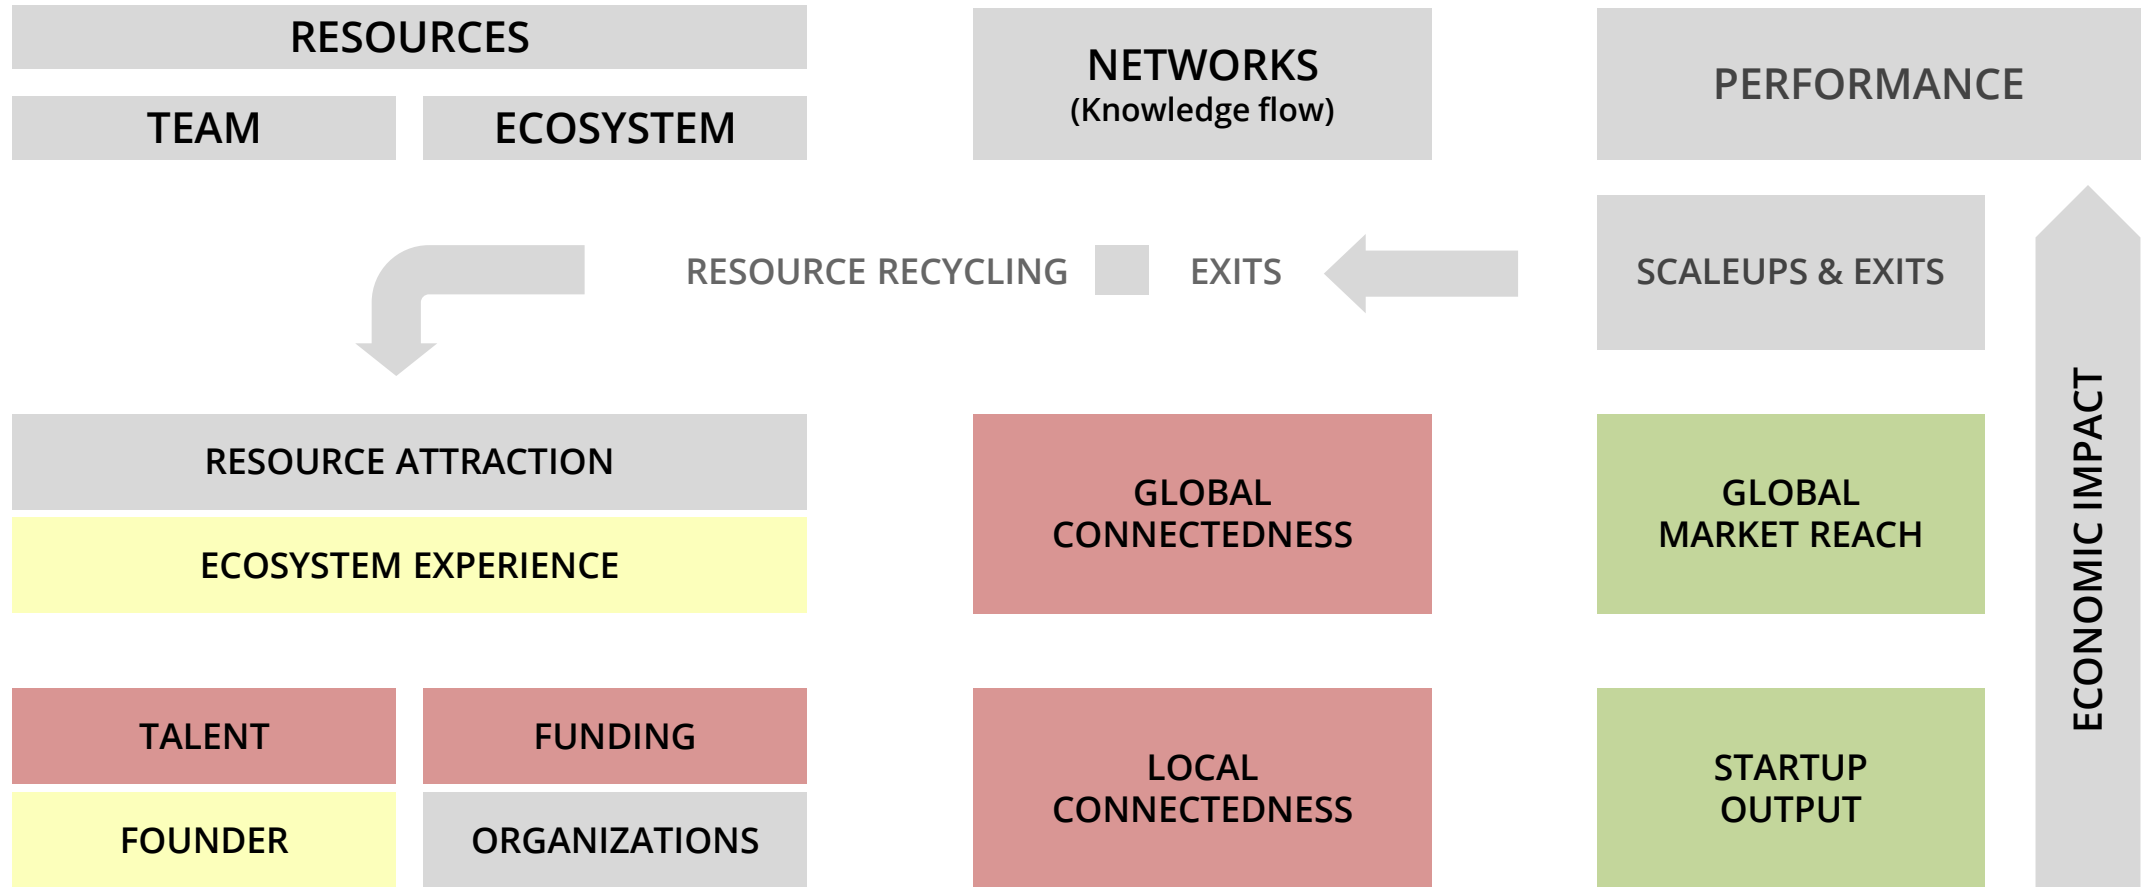 RESOURCES
TEAM
ECOSYSTEM
NETWORKS
(Knowledge flow)
PERFORMANCE
RESOURCE RECYCLING
EXITS
SCALEUPS & EXITS
RESOURCE ATTRACTION
ECOSYSTEM EXPERIENCE
GLOBAL
CONNECTEDNESS
GLOBAL
MARKET REACH
ECONOMIC IMPACT
TALENT
FUNDING
FOUNDER
ORGANIZATIONS
LOCAL
CONNECTEDNESS
STARTUP
OUTPUT